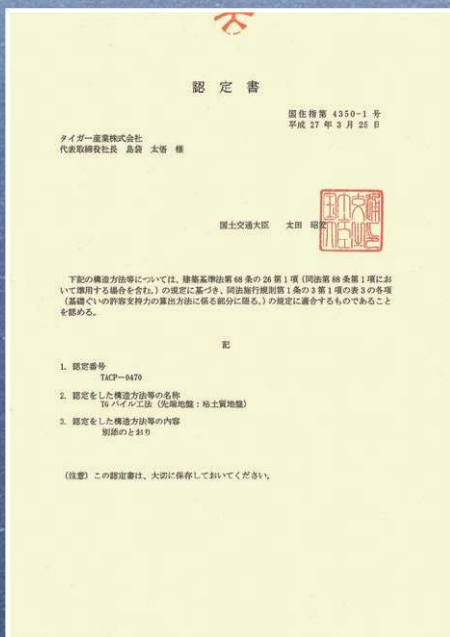 認定書
国住指第 4350-1 号
平成 27 年 3 月 25 日
タイガー産業株式会社
代表取締役社長 島袋 太悟 様
国土交通大臣 太田 昭宏
下記の構造方法等については、建築基準法第68条の26第1項(同法第88条第1項にお
いて準用する場合を含む。)の規定に基づき、同法施行規則第1条の3第1項の表3の各項
(基礎ぐいの許容支持力の算出方法に係る部分に限る。)の規定に適合するものであること
を認める。
記
1. 認定番号
TACP-0470
2. 認定をした構造方法等の名称
TG パイル工法(先端地盤:粘土質地盤)
3. 認定をした構造方法等の内容
別添のとおり
(注意)この認定書は、大切に保存しておいてください。